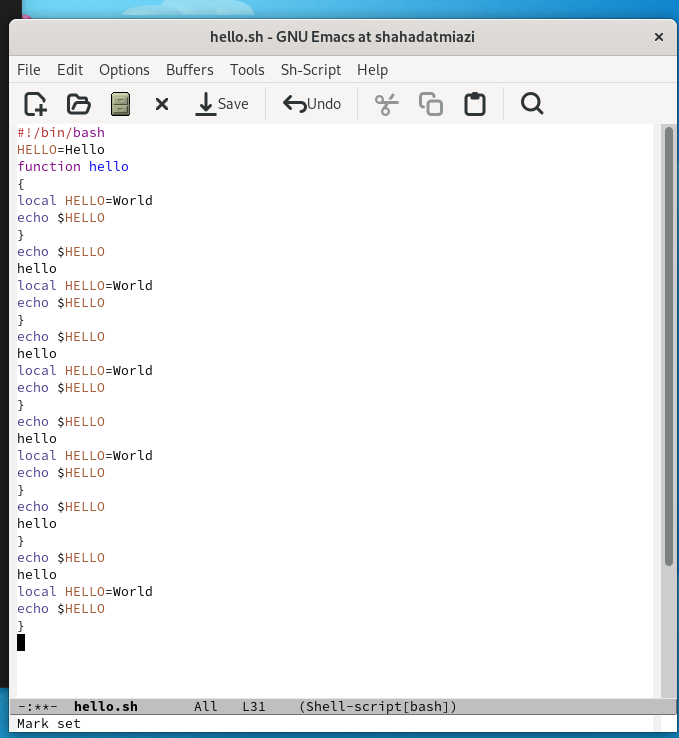 hello.sh - GNU Emacs at shahadatmiazi
File Edit Options Buffers Tools Sh-Script Help
Save Undo
#!/bin/bash
HELLO=Hello
function hello
{
local HELLO=World
echo $HELLO
}
echo $HELLO
hello
local HELLO=World
echo $HELLO
}
echo $HELLO
hello
local HELLO=World
echo $HELLO
}
echo $HELLO
hello
local HELLO=World
echo $HELLO
}
echo $HELLO
hello
}
echo $HELLO
hello
local HELLO=World
echo $HELLO
}
-:**- hello.sh All L31 (Shell-script[bash])
Mark set